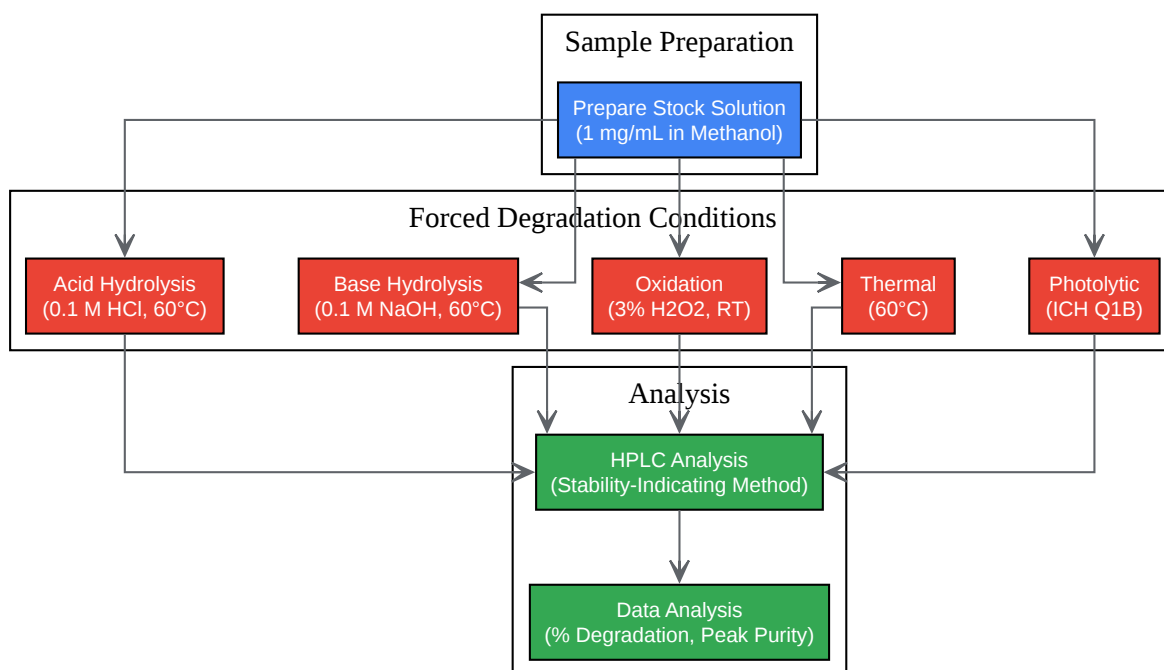 Sample Preparation
Prepare Stock Solution
(1 mg/mL in Methanol)
Forced Degradation Conditions
Acid Hydrolysis
(0.1 M HCl, 60°C)
Base Hydrolysis
(0.1 M NaOH, 60°C)
Oxidation
(3% H2O2, RT)
Thermal
(60°C)
Photolytic
(ICH Q1B)
Analysis
HPLC Analysis
(Stability-Indicating Method)
Data Analysis
(% Degradation, Peak Purity)